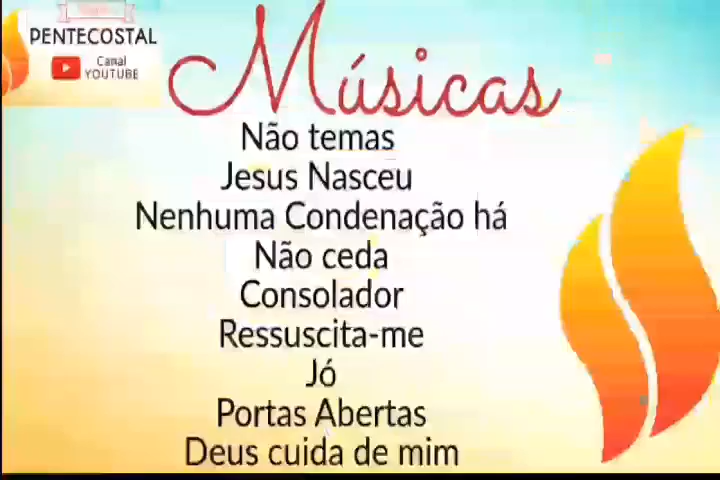 PENTECOSTAL
Canal
YOUTUBE
Músicas
Não temas
Jesus Nasceu
Nenhuma Condenação há
Não ceda
Consolador
Ressuscita-me
Jó
Portas Abertas
Deus cuida de mim